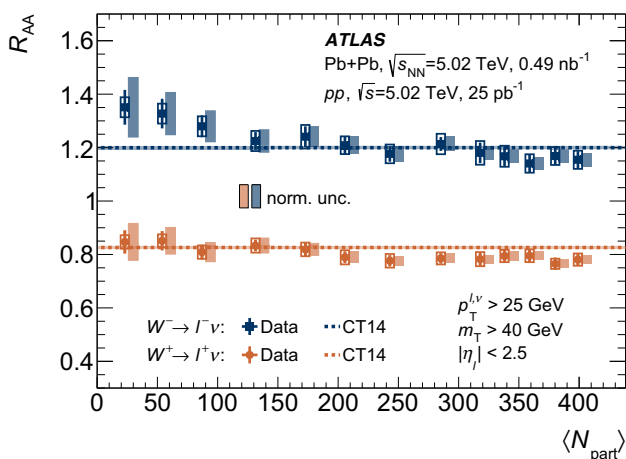 R_AA
1.6
1.4
1.2
1
0.8
0.6
0.4
ATLAS
Pb+Pb, √s_NN=5.02 TeV, 0.49 nb⁻¹
pp, √s=5.02 TeV, 25 pb⁻¹
norm. unc.
W⁻→ l⁻ν: Data CT14
W⁺→ l⁺ν: Data CT14
p_T^{l,ν} > 25 GeV
m_T > 40 GeV
|η_l| < 2.5
0 50 100 150 200 250 300 350 400
⟨N_part⟩